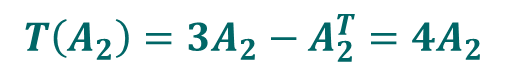 T(A₂) = 3A₂ − A₂ᵀ = 4A₂